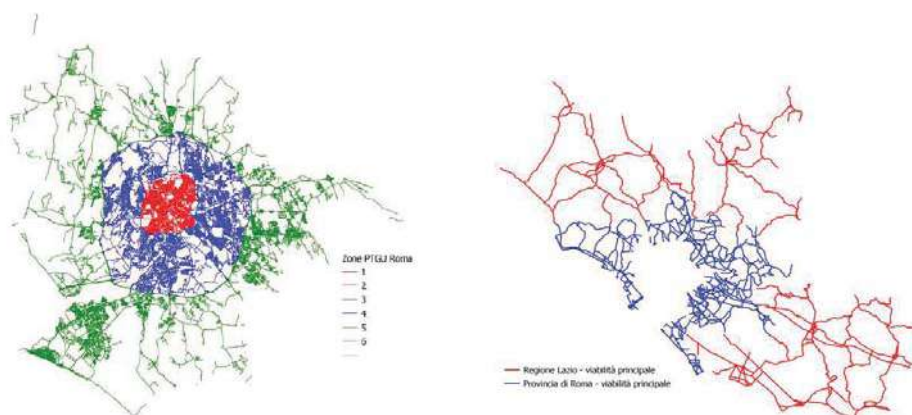 Zone PTGU Roma
1
2
3
4
5
6
Regione Lazio - viabilità principale
Provincia di Roma - viabilità principale